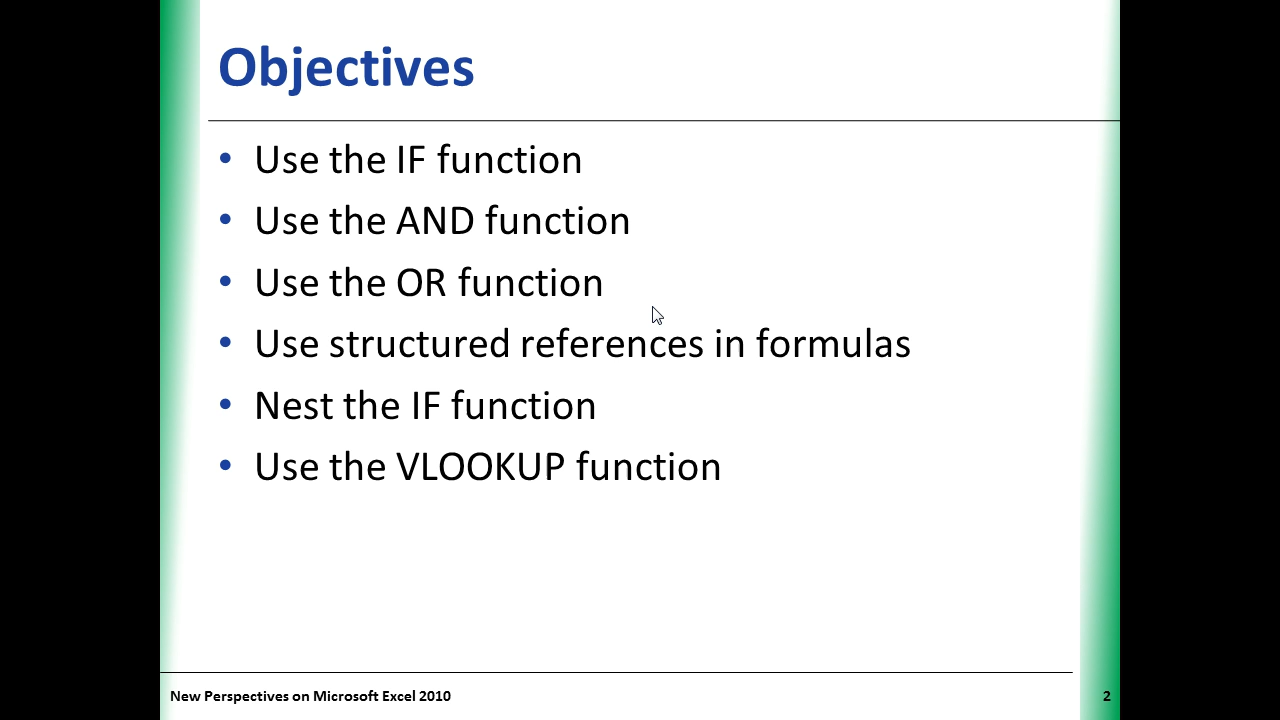 Objectives
• Use the IF function
• Use the AND function
• Use the OR function
• Use structured references in formulas
• Nest the IF function
• Use the VLOOKUP function
New Perspectives on Microsoft Excel 2010
2